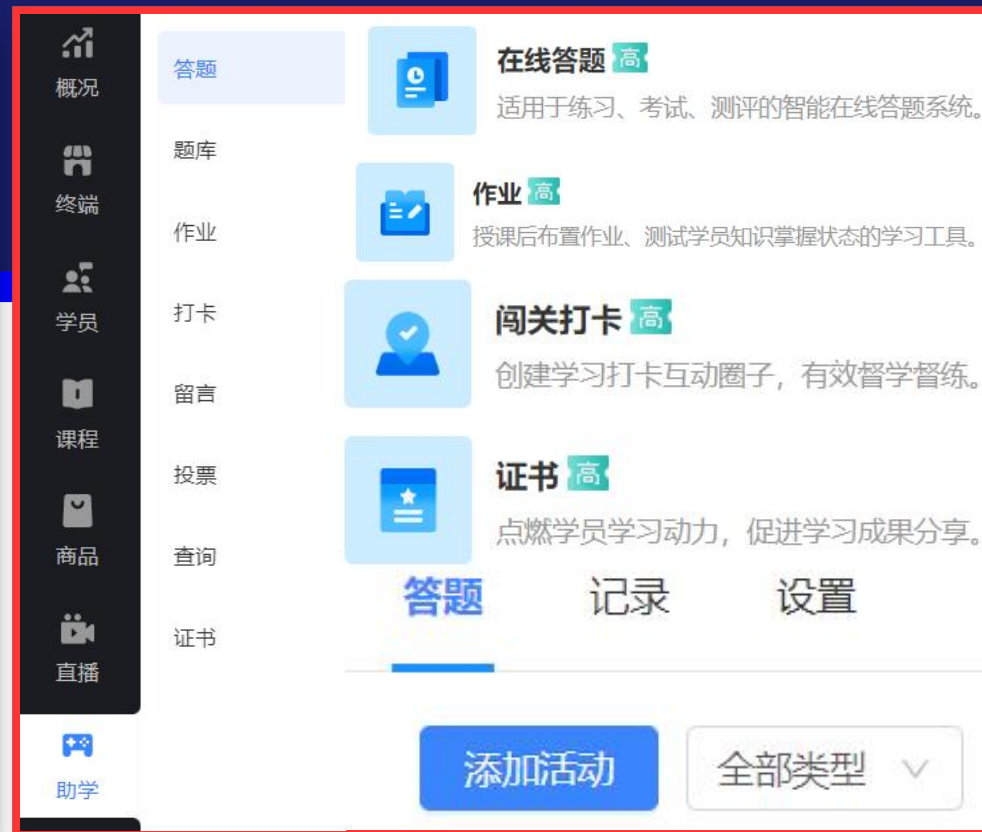 概况
终端
学员
课程
商品
直播
助学
答题
题库
作业
打卡
留言
投票
查询
证书
在线答题 高
适用于练习、考试、测评的智能在线答题系统。
作业 高
授课后布置作业、测试学员知识掌握状态的学习工具。
闯关打卡 高
创建学习打卡互动圈子，有效督学督练。
证书 高
点燃学员学习动力，促进学习成果分享。
答题 记录 设置
添加活动 全部类型